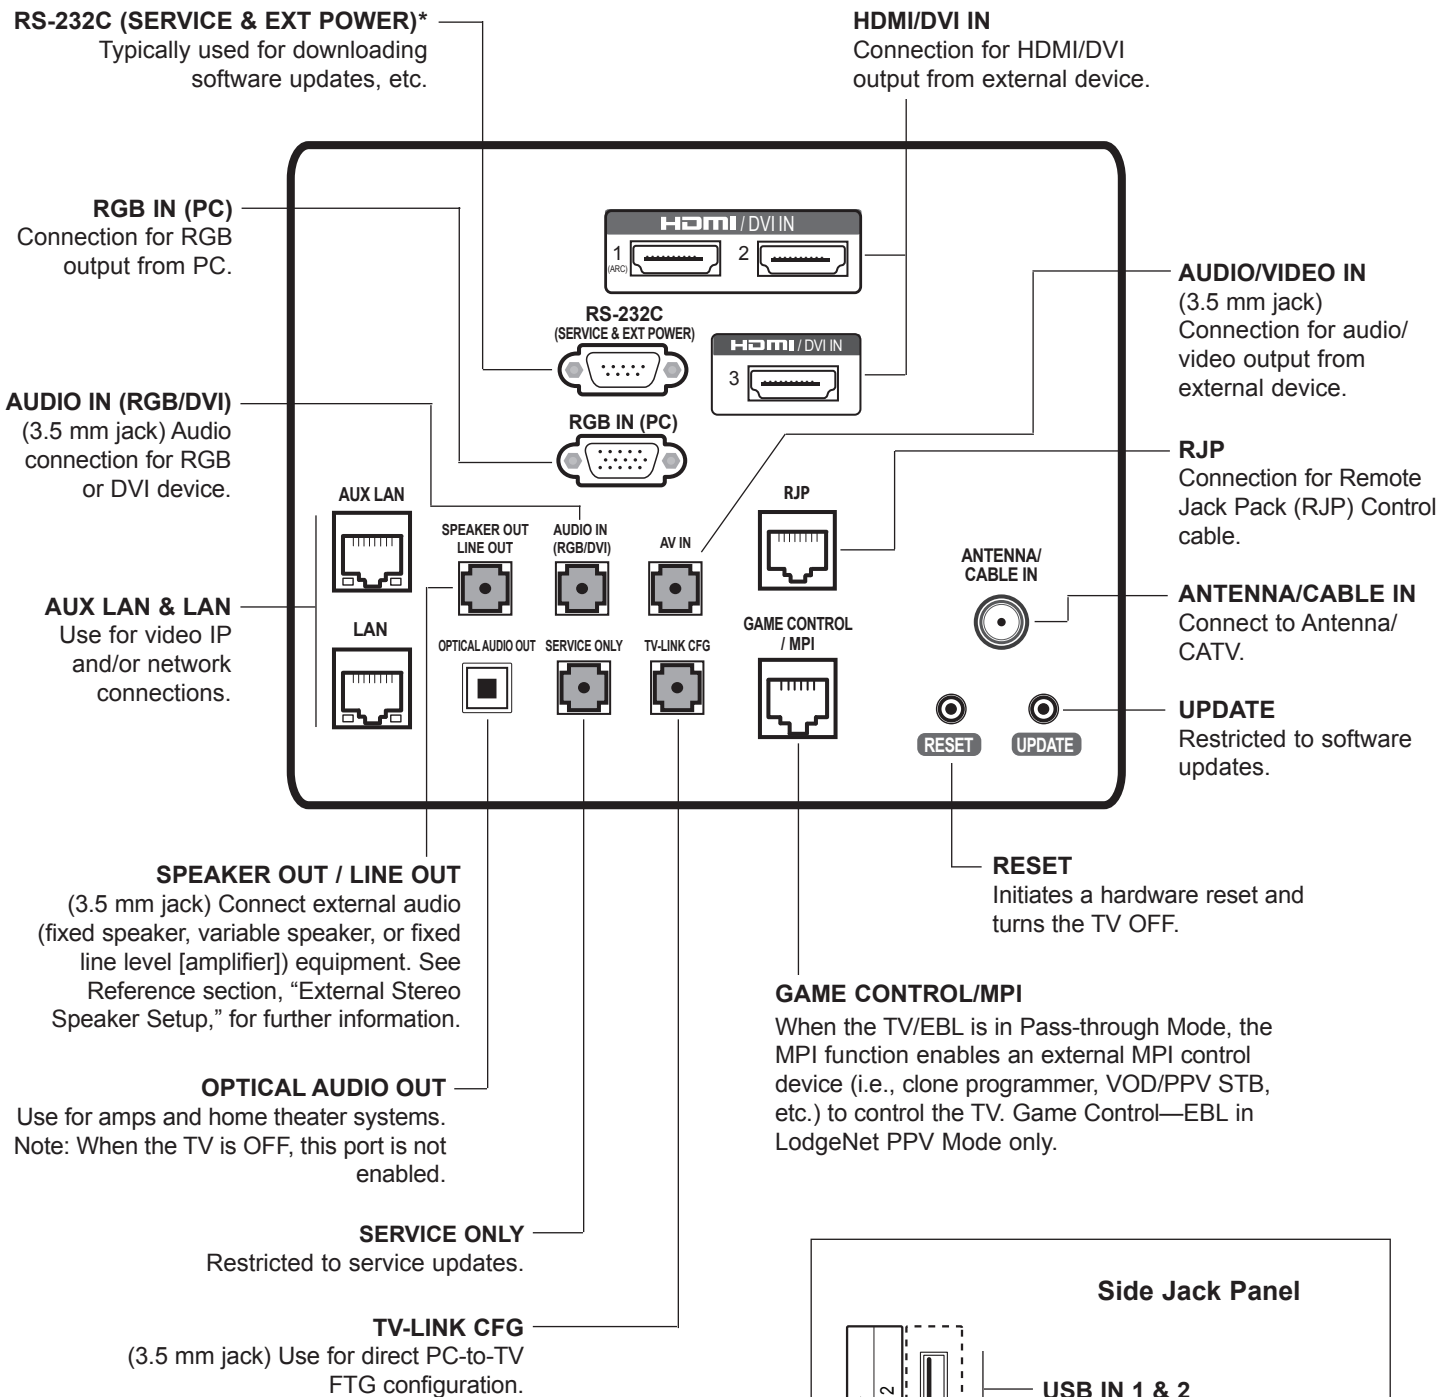 RS-232C (SERVICE & EXT POWER)*
Typically used for downloading
software updates, etc.
HDMI/DVI IN
Connection for HDMI/DVI
output from external device.
RGB IN (PC)
Connection for RGB
output from PC.
AUDIO IN (RGB/DVI)
(3.5 mm jack) Audio
connection for RGB
or DVI device.
AUX LAN & LAN
Use for video IP
and/or network
connections.
HDMI / DVI IN
1
(ARC)
2
RS-232C
(SERVICE & EXT POWER)
HDMI / DVI IN
3
RGB IN (PC)
AUX LAN
SPEAKER OUT
LINE OUT
AUDIO IN
(RGB/DVI)
AV IN
RJP
ANTENNA/
CABLE IN
LAN
OPTICAL AUDIO OUT
SERVICE ONLY
TV-LINK CFG
GAME CONTROL
/ MPI
RESET
UPDATE
AUDIO/VIDEO IN
(3.5 mm jack)
Connection for audio/
video output from
external device.
RJP
Connection for Remote
Jack Pack (RJP) Control
cable.
ANTENNA/CABLE IN
Connect to Antenna/
CATV.
UPDATE
Restricted to software
updates.
SPEAKER OUT / LINE OUT
(3.5 mm jack) Connect external audio
(fixed speaker, variable speaker, or fixed
line level [amplifier]) equipment. See
Reference section, “External Stereo
Speaker Setup,” for further information.
RESET
Initiates a hardware reset and
turns the TV OFF.
GAME CONTROL/MPI
When the TV/EBL is in Pass-through Mode, the
MPI function enables an external MPI control
device (i.e., clone programmer, VOD/PPV STB,
etc.) to control the TV. Game Control—EBL in
LodgeNet PPV Mode only.
OPTICAL AUDIO OUT
Use for amps and home theater systems.
Note: When the TV is OFF, this port is not
enabled.
SERVICE ONLY
Restricted to service updates.
TV-LINK CFG
(3.5 mm jack) Use for direct PC-to-TV
FTG configuration.
Side Jack Panel
2
USB IN 1 & 2